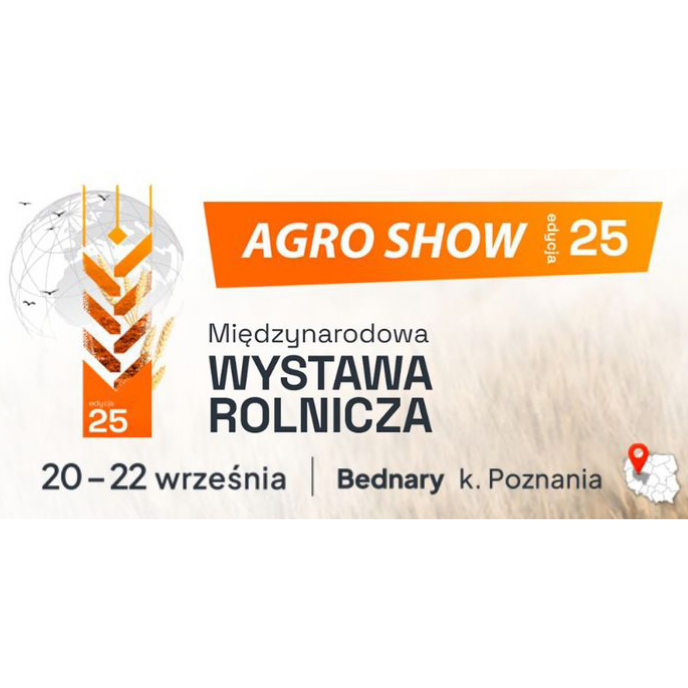 AGRO SHOW edycja 25
Międzynarodowa
WYSTAWA
ROLNICZA
edycja
25
20 – 22 września | Bednary k. Poznania